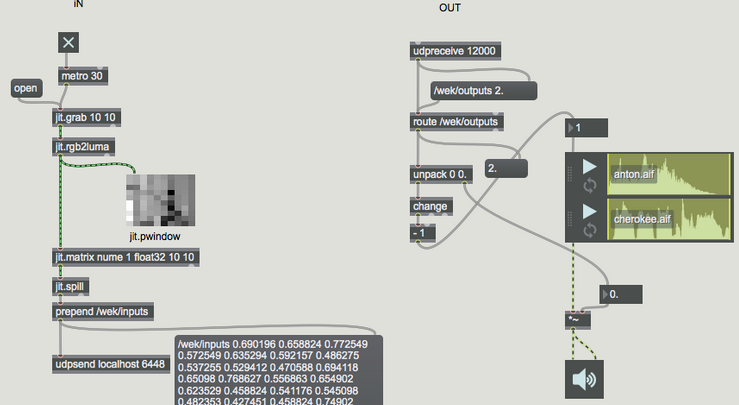 iN
OUT
metro 30
open
jit.grab 10 10
jit.rgb2luma
jit.pwindow
jit.matrix nume 1 float32 10 10
jit.spill
prepend /wek/inputs
udpsend localhost 6448
/wek/inputs 0.690196 0.658824 0.772549
0.572549 0.635294 0.592157 0.486275
0.537255 0.529412 0.470588 0.694118
0.65098 0.768627 0.556863 0.654902
0.623529 0.458824 0.541176 0.545098
0.482353 0.427451 0.458824 0.74902
udpreceive 12000
/wek/outputs 2.
route /wek/outputs
2.
unpack 0 0.
change
- 1
1
anton.aif
cherokee.aif
0.
*~